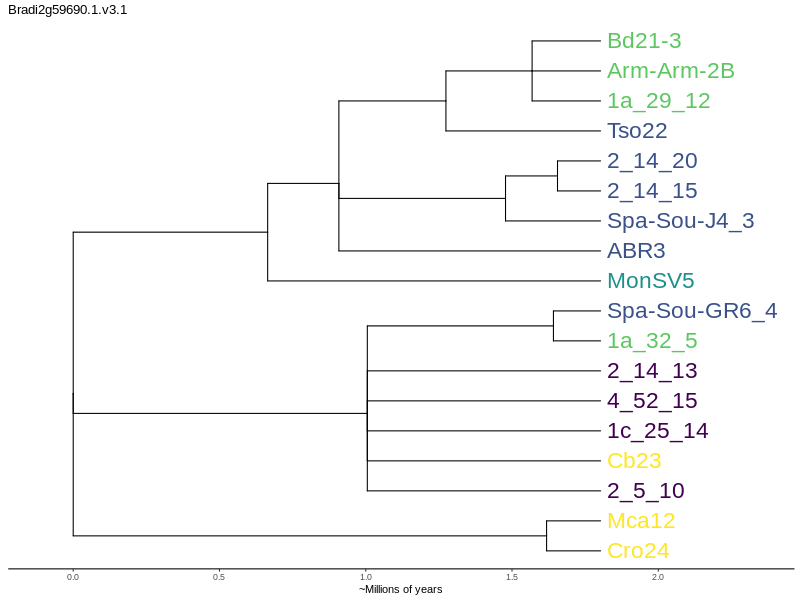 Bradi2g59690.1.v3.1
Bd21-3
Arm-Arm-2B
1a_29_12
Tso22
2_14_20
2_14_15
Spa-Sou-J4_3
ABR3
MonSV5
Spa-Sou-GR6_4
1a_32_5
2_14_13
4_52_15
1c_25_14
Cb23
2_5_10
Mca12
Cro24
0.0 0.5 1.0 1.5 2.0
~Millions of years